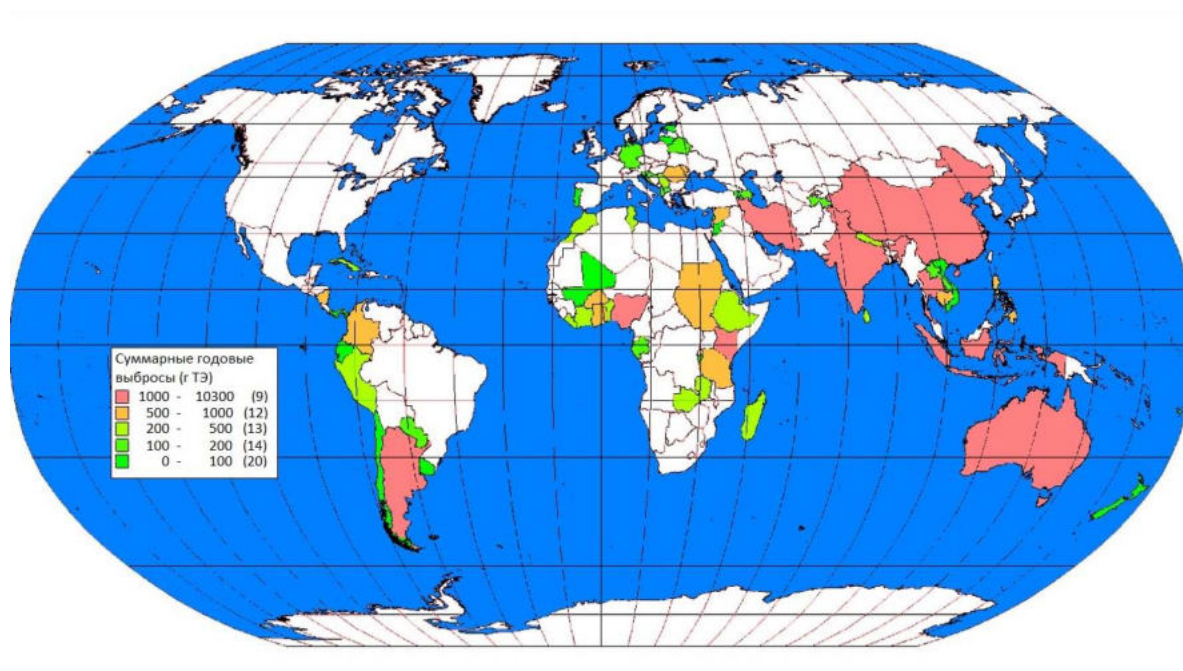 Суммарные годовые
выбросы (г ТЭ)
1000 - 10300 (9)
500 - 1000 (12)
200 - 500 (13)
100 - 200 (14)
0 - 100 (20)